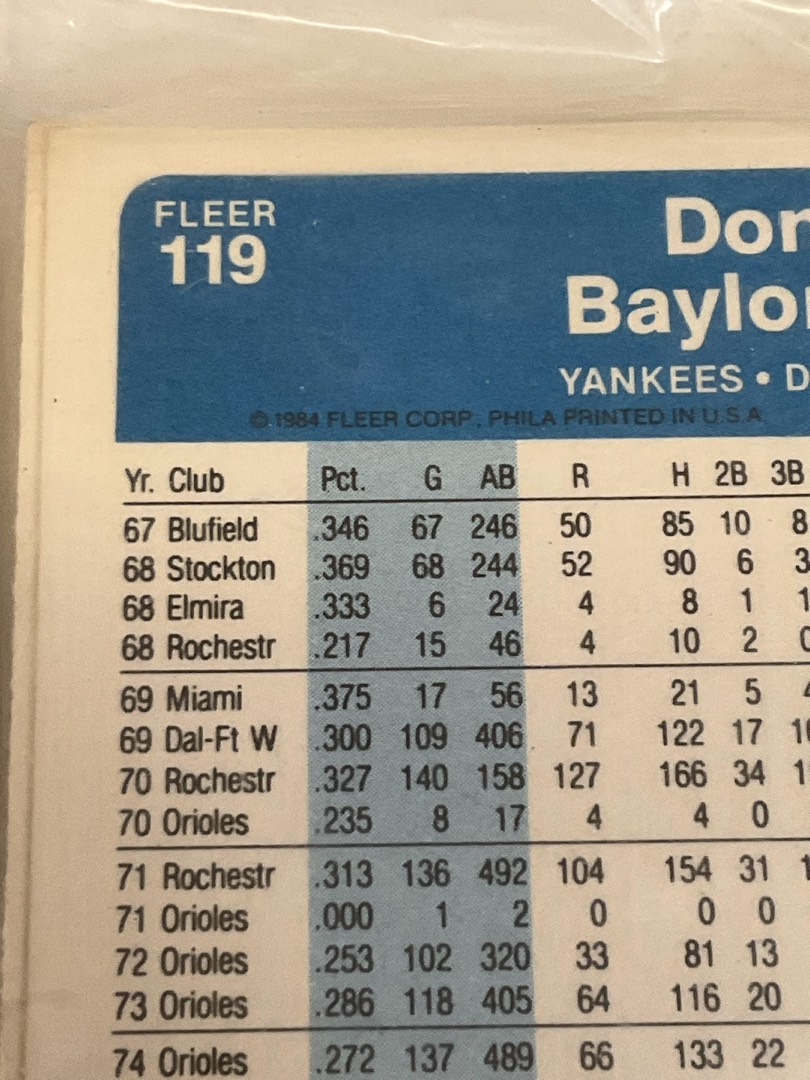 FLEER
119
Don
Baylo
YANKEES • D
© 1984 FLEER CORP., PHILA PRINTED IN U.S.A.
Yr. Club Pct. G AB R H 2B 3B
67 Blufield .346 67 246 50 85 10 8
68 Stockton .369 68 244 52 90 6 3
68 Elmira .333 6 24 4 8 1 1
68 Rochestr .217 15 46 4 10 2 0
69 Miami .375 17 56 13 21 5
69 Dal-Ft W .300 109 406 71 122 17
70 Rochestr .327 140 158 127 166 34
70 Orioles .235 8 17 4 4 0
71 Rochestr .313 136 492 104 154 31
71 Orioles .000 1 2 0 0 0
72 Orioles .253 102 320 33 81 13
73 Orioles .286 118 405 64 116 20
74 Orioles .272 137 489 66 133 22